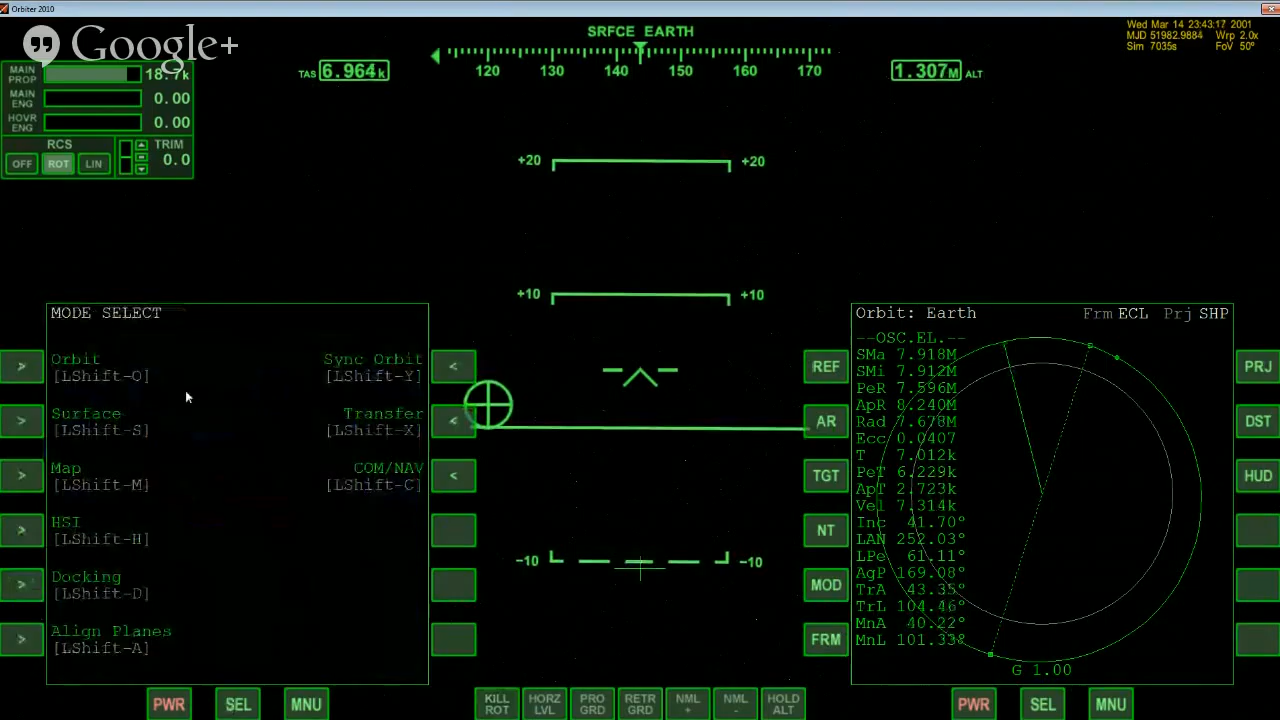 Orbiter 2010
Google+
SRFCE EARTH
Wed Mar 14 23:43:17 2001
MJD 51982.9884 Wrp 2.0x
Sim 7035s FoV 50°
120 130 140 150 160 170
TAS 6.964k
1.307M ALT
MAIN PROP 18.7k
MAIN ENG 0.00
HOVR ENG 0.00
RCS TRIM
OFF ROT LIN 0.0
+20 +20
+10 +10
-10 -10
MODE SELECT
Orbit Sync Orbit
[LShift-O] [LShift-Y]
Surface Transfer
[LShift-S] [LShift-X]
Map COM/NAV
[LShift-M] [LShift-C]
HSI
[LShift-H]
Docking
[LShift-D]
Align Planes
[LShift-A]
> > > > > >
< < <
PWR SEL MNU
KILL ROT
HORZ LVL
PRO GRD
RETR GRD
NML +
NML -
HOLD ALT
REF
AR
TGT
NT
MOD
FRM
Orbit: Earth Frm ECL Prj SHP
--OSC.EL.--
SMa 7.918M
SMi 7.912M
PeR 7.596M
ApR 8.240M
Rad 7.678M
Ecc 0.0407
T 7.012k
PeT 6.229k
ApT 2.723k
Vel 7.314k
Inc 41.70°
LAN 252.03°
LPe 61.11°
AgP 169.08°
TrA 43.35°
TrL 104.46°
MnA 40.22°
MnL 101.33°
G 1.00
PRJ
DST
HUD
PWR SEL MNU